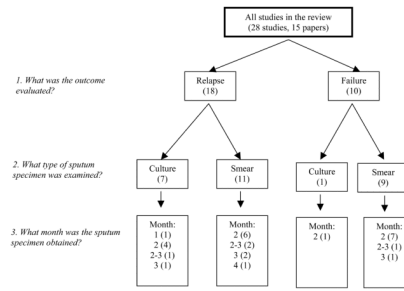 All studies in the review
(28 studies, 15 papers)
1. What was the outcome
evaluated?
Relapse
(18)
Failure
(10)
2. What type of sputum
specimen was examined?
Culture
(7)
Smear
(11)
Culture
(1)
Smear
(9)
3. What month was the sputum
specimen obtained?
Month:
1 (1)
2 (4)
2-3 (1)
3 (1)
Month:
2 (6)
2-3 (2)
3 (2)
4 (1)
Month:
2 (1)
Month:
2 (7)
2-3 (1)
3 (1)